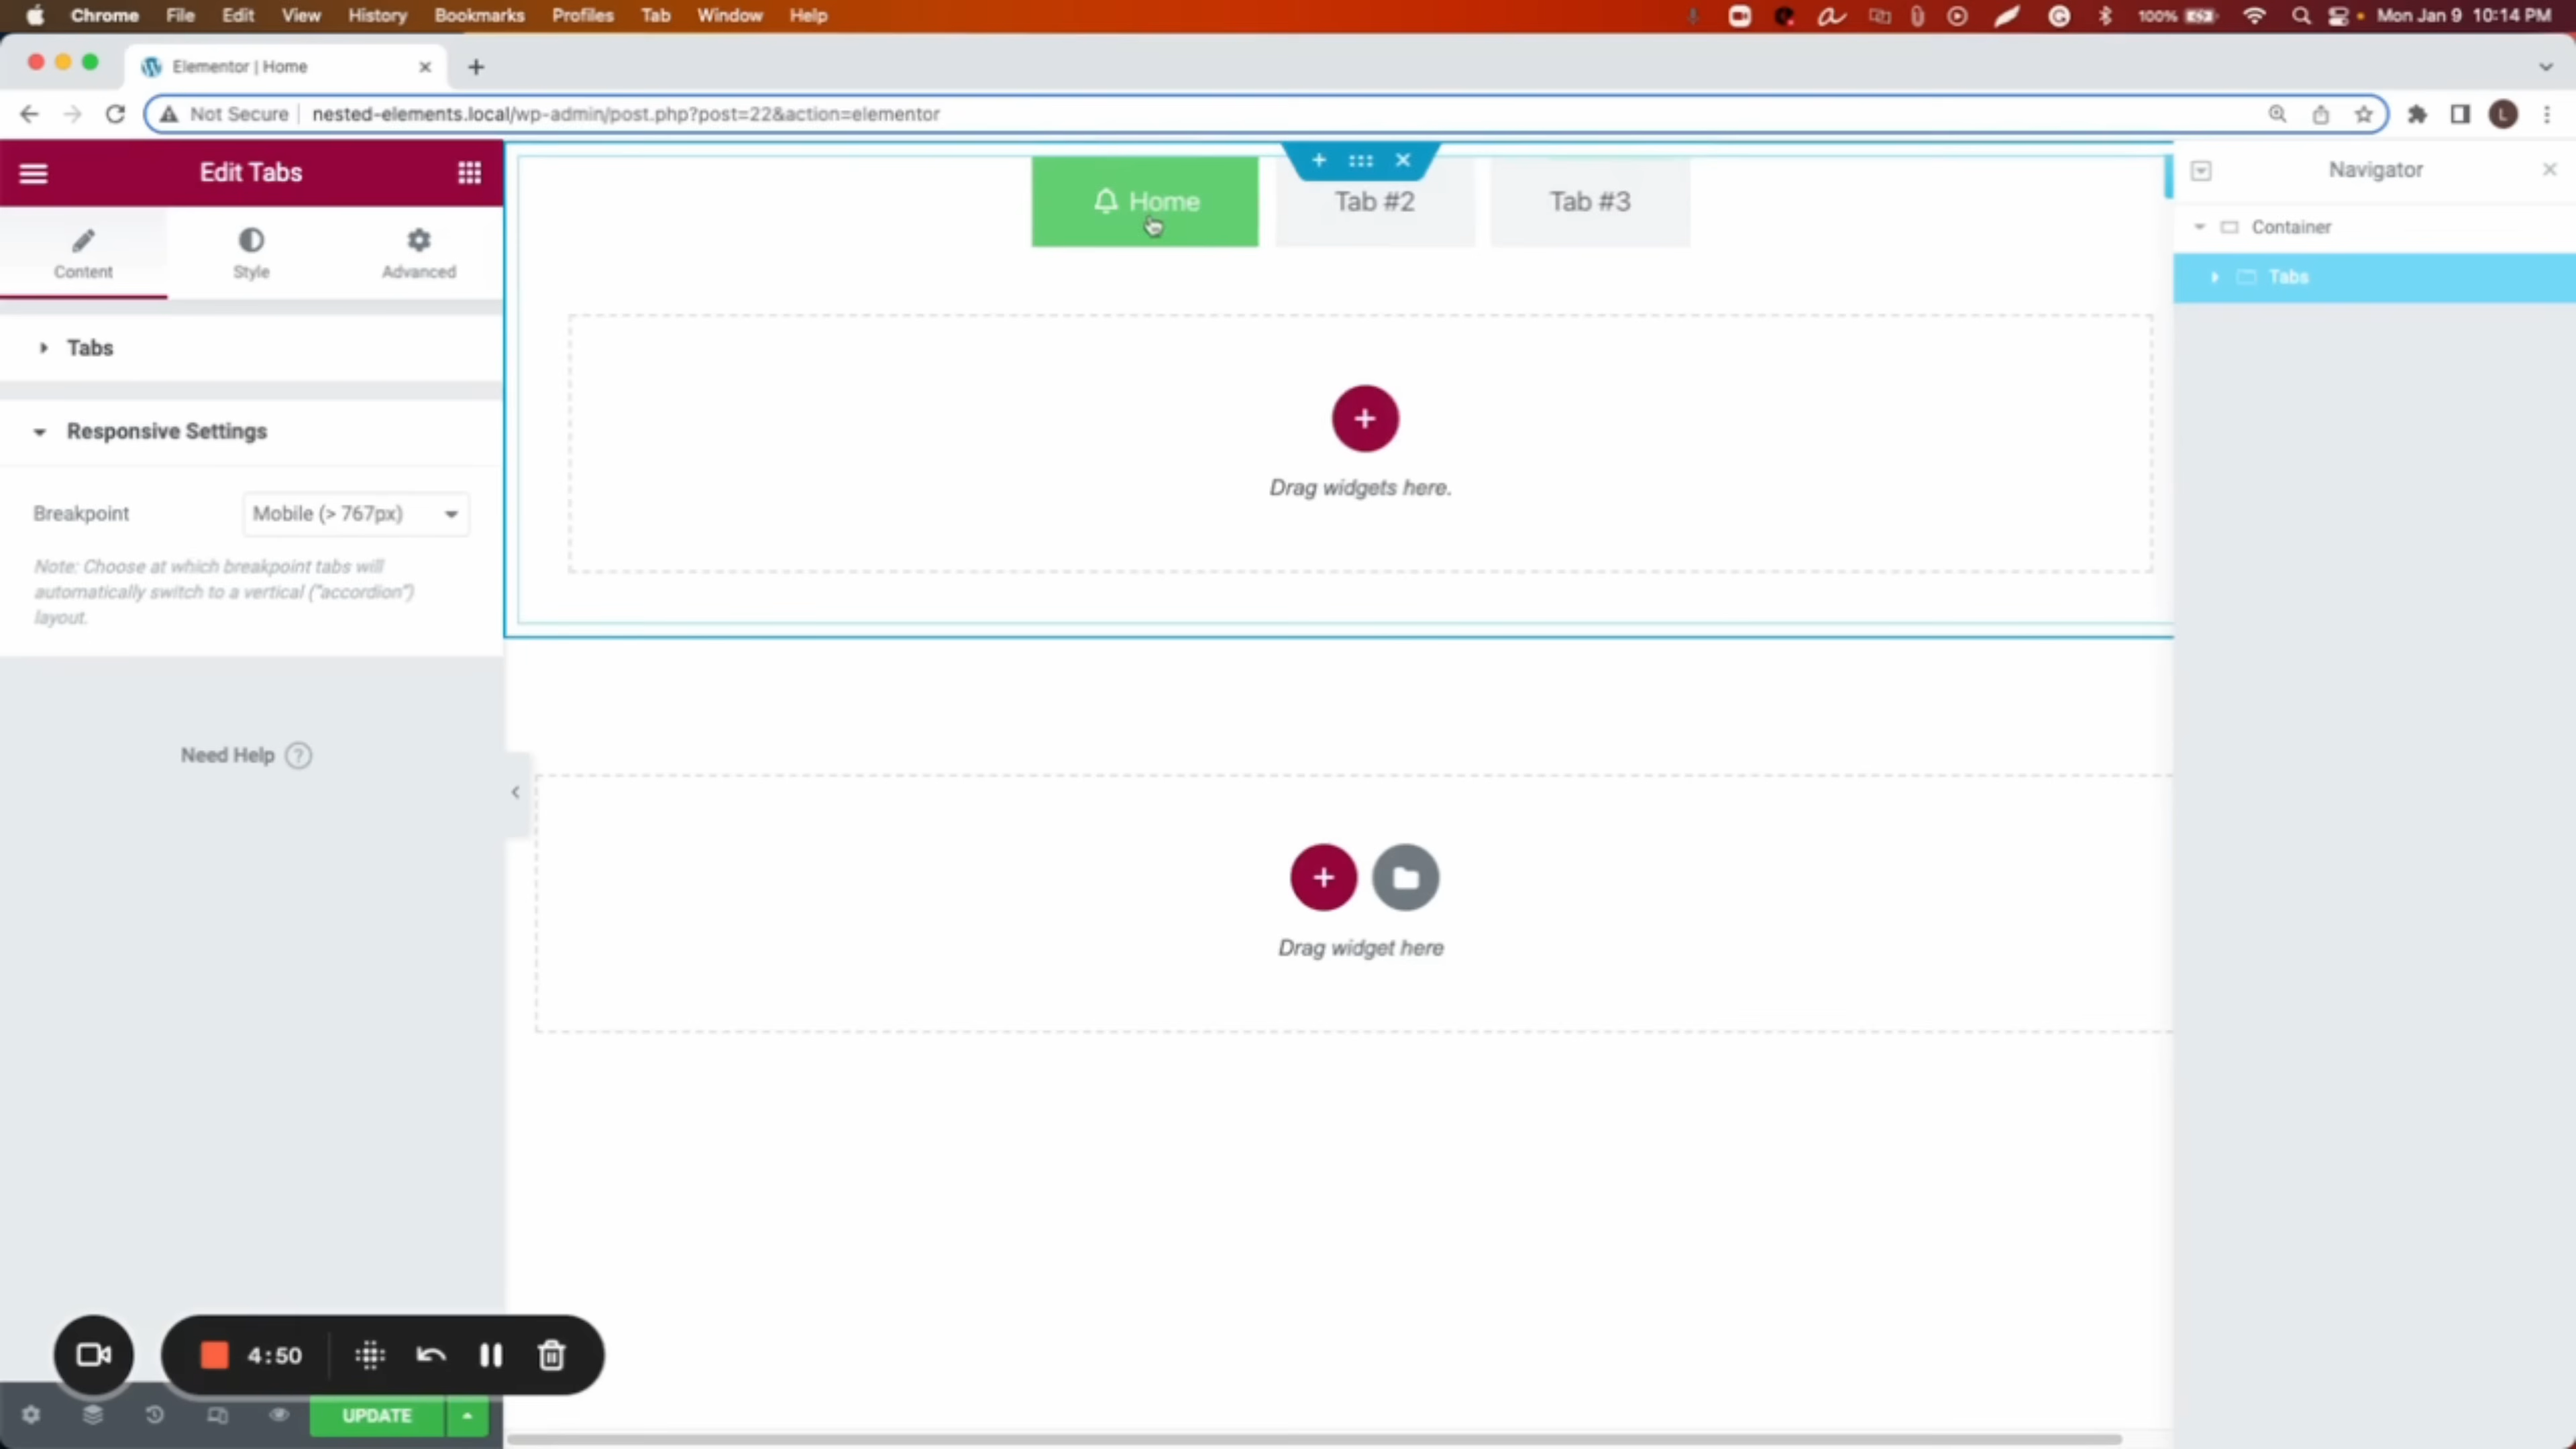 Chrome File Edit View History Bookmarks Profiles Tab Window Help 100% Mon Jan 9 10:14 PM
Elementor | Home
Not Secure nested-elements.local/wp-admin/post.php?post=22&action=elementor L
Edit Tabs
Content
Style
Advanced
Tabs
Responsive Settings
Breakpoint Mobile (> 767px)
Note: Choose at which breakpoint tabs will
automatically switch to a vertical ("accordion")
layout.
Need Help ?
4:50
UPDATE
Home
Tab #2
Tab #3
Drag widgets here.
Drag widget here
Navigator
Container
Tabs